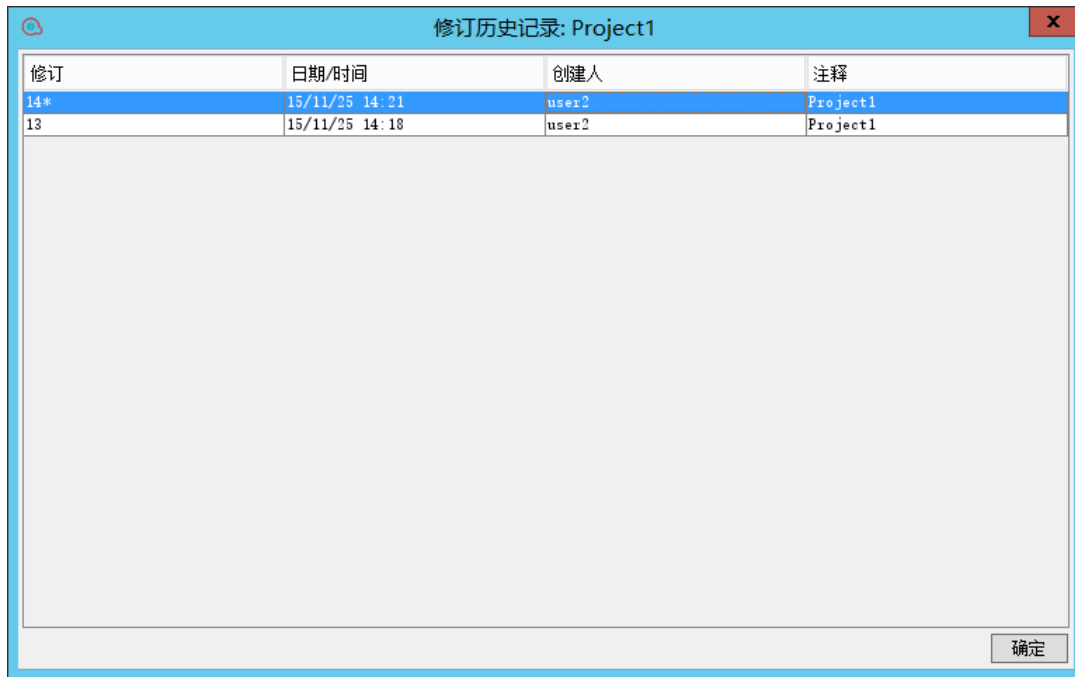 修订历史记录: Project1
x
修订 日期/时间 创建人 注释
14* 15/11/25 14:21 user2 Project1
13 15/11/25 14:18 user2 Project1
确定